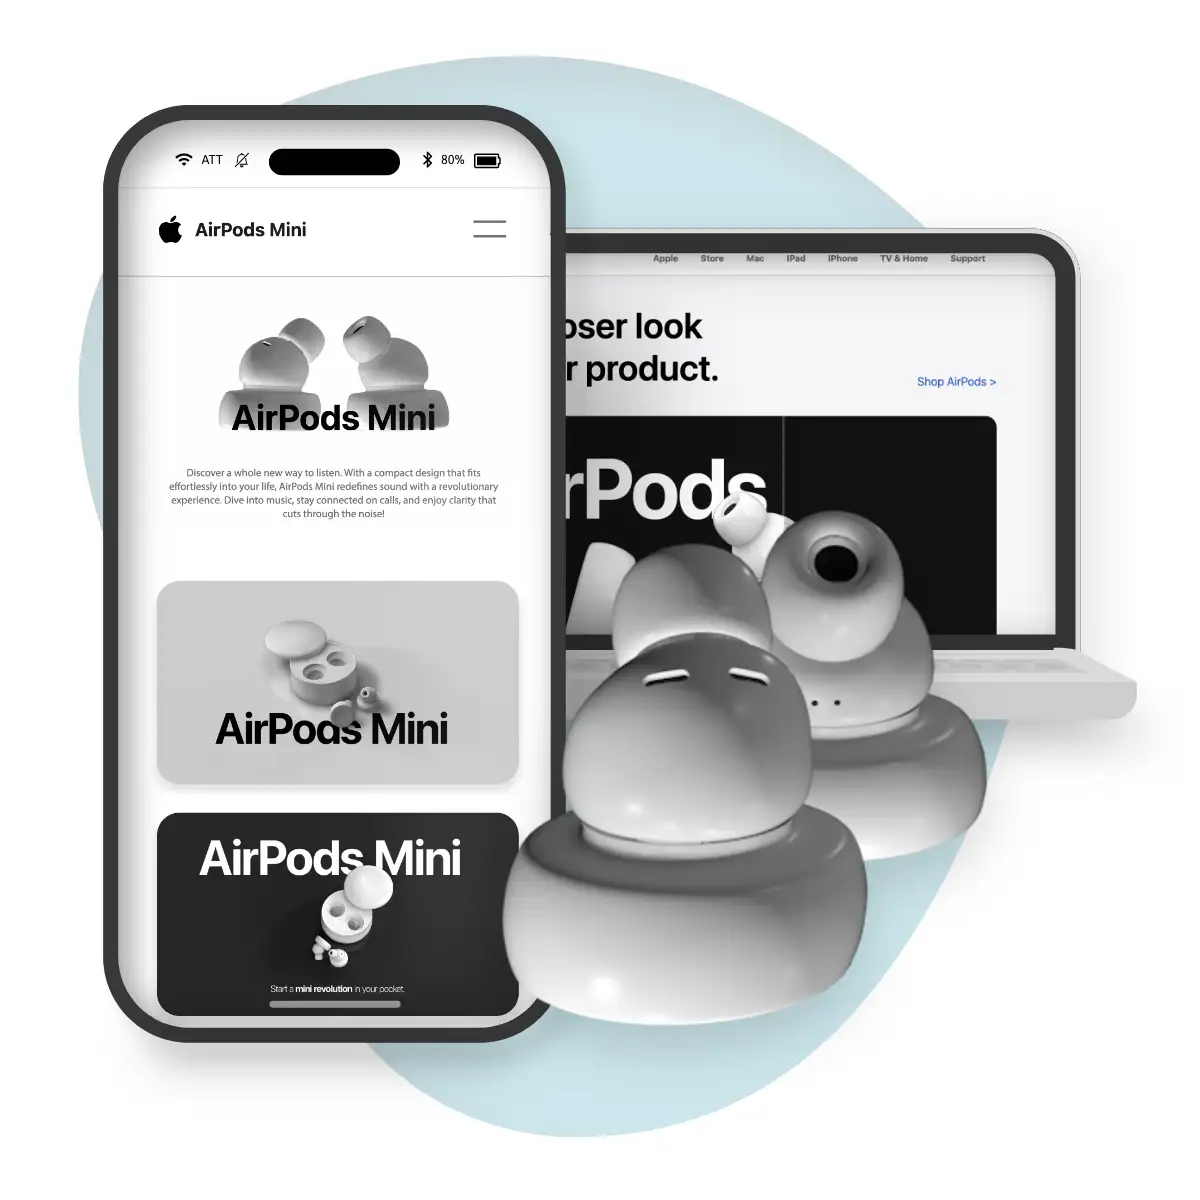 ATT
80%
AirPods Mini
AirPods Mini
Discover a whole new way to listen. With a compact design that fits
effortlessly into your life, AirPods Mini redefines sound with a revolutionary
experience. Dive into music, stay connected on calls, and enjoy clarity that
cuts through the noise!
AirPods Mini
AirPods Mini
Start a mini revolution in your pocket.
Apple Store Mac IPad IPhone TV & Home Support
oser look
r product.
Shop AirPods >
rPods